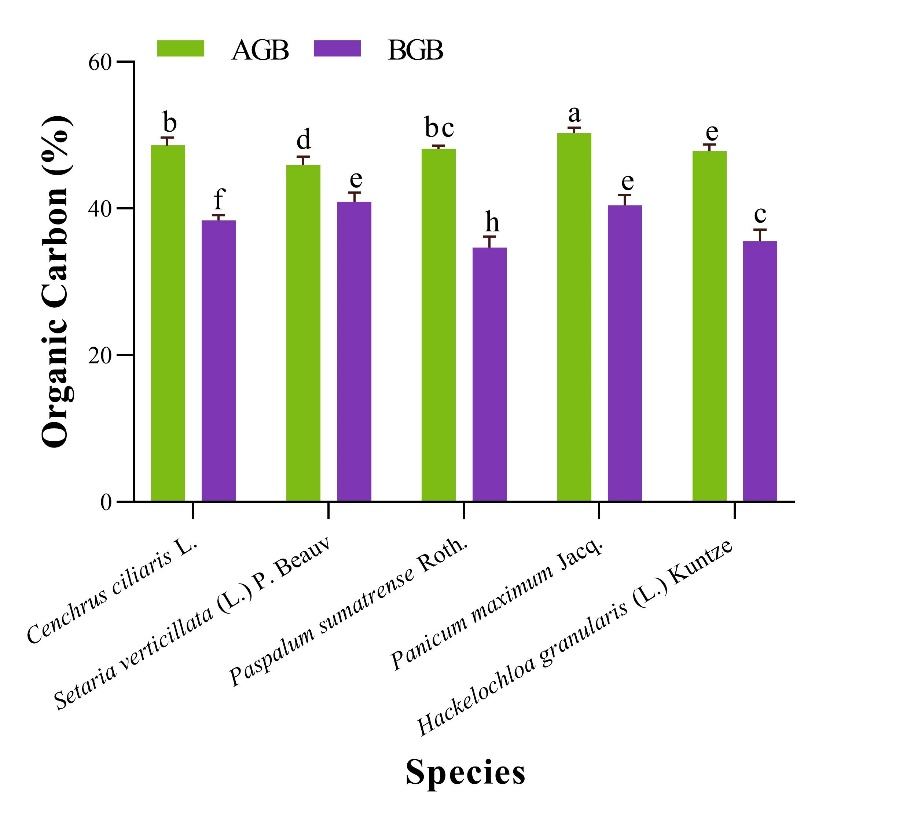 AGB BGB
Organic Carbon (%)
60
40
20
0
b
f
d
e
bc
h
a
e
e
c
Cenchrus ciliaris L.
Setaria verticillata (L.) P. Beauv
Paspalum sumatrense Roth.
Panicum maximum Jacq.
Hackelochloa granularis (L.) Kuntze
Species